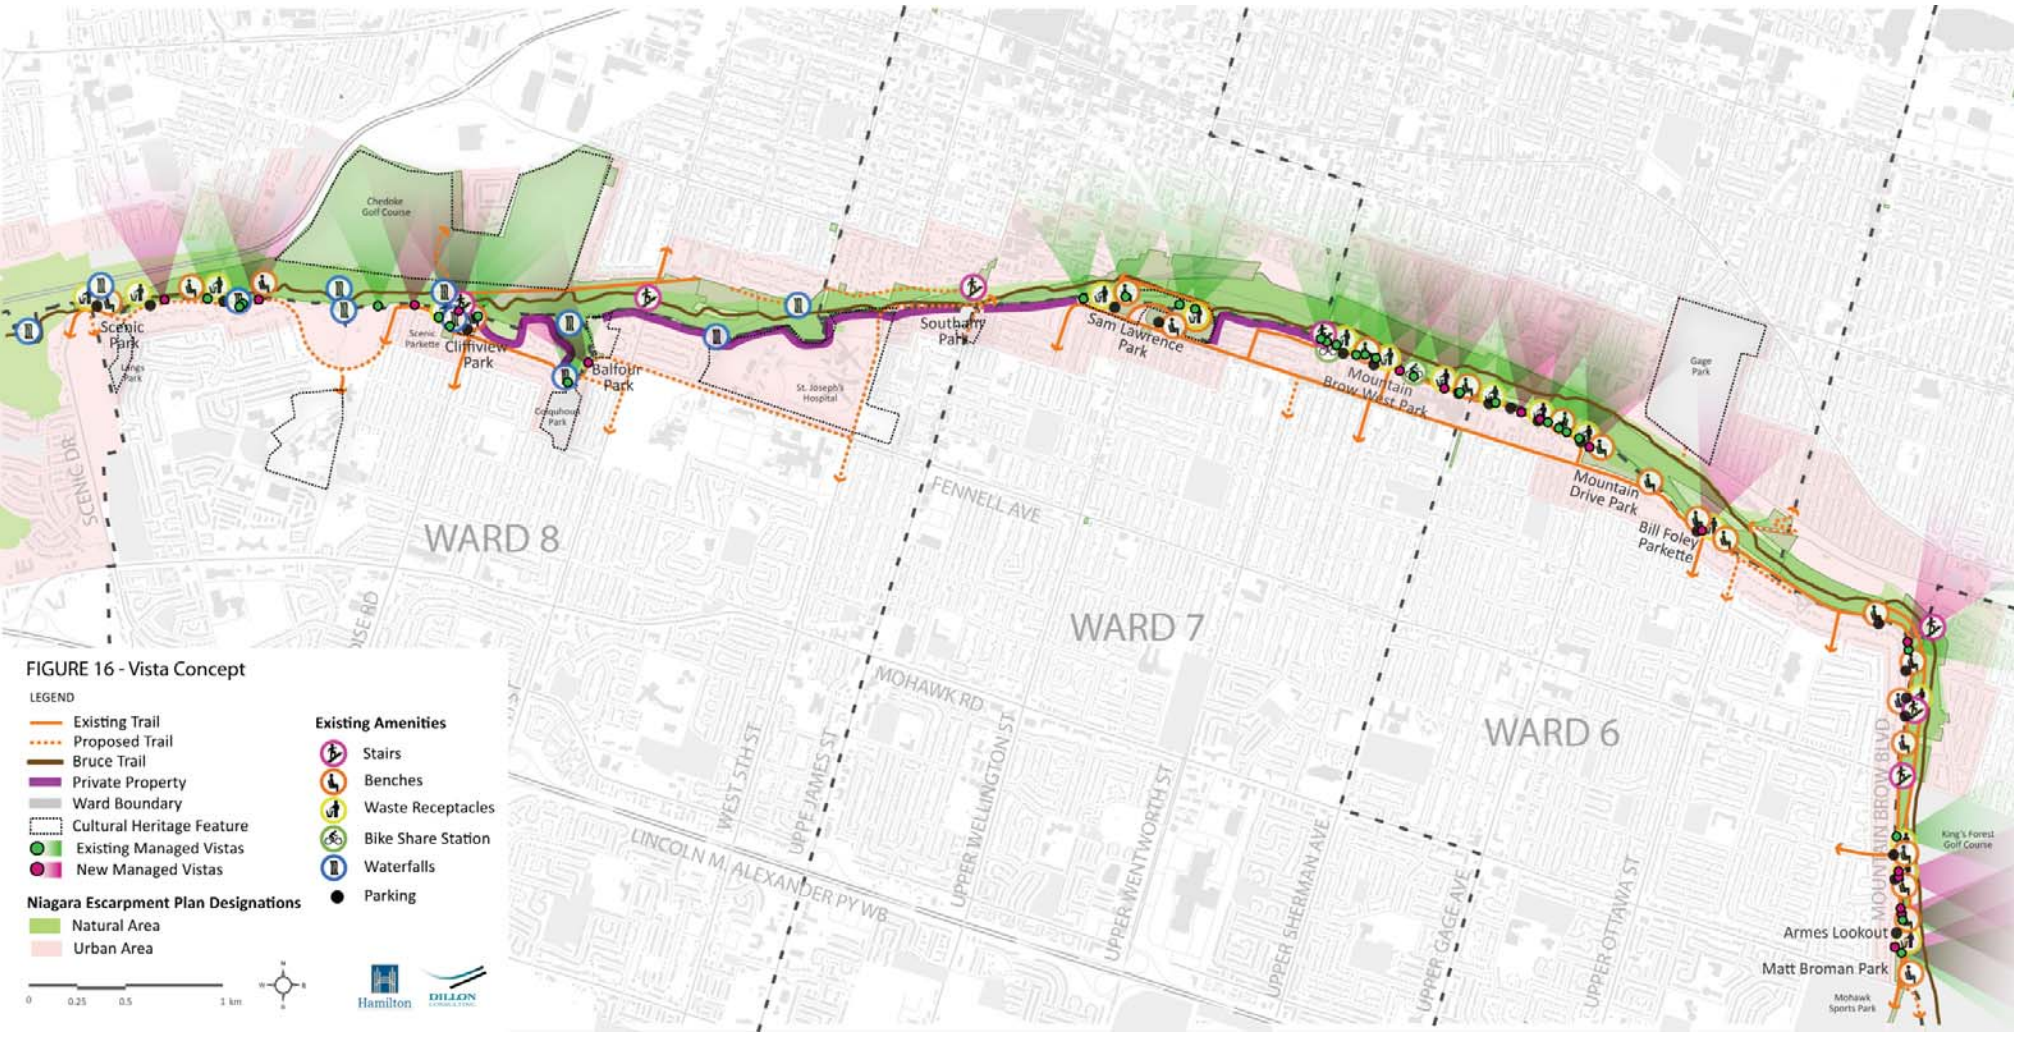 Chedoke
Golf Course
Scenic
Park
Lings
Park
Scenic
Parkette
Cliffview
Park
Balfour
Park
Colquhoun
Park
St. Joseph's
Hospital
Southam
Park
Sam Lawrence
Park
Mountain
Brow West Park
Gage
Park
Mountain
Drive Park
Bill Foley
Parkette
SCENIC DR
WARD 8
FENNELL AVE
WARD 7
MOHAWK RD
WARD 6
WEST 5TH ST
UPPE JAMES ST
UPPER WELLINGTON ST
UPPER WENTWORTH ST
UPPER SHERMAN AVE
UPPER GAGE AVE
UPPER OTTAWA ST
MOUNTAIN BROW BLVD
LINCOLN M. ALEXANDER PY WB
King's Forest
Golf Course
Armes Lookout
Matt Broman Park
Mohawk
Sports Park
FIGURE 16 - Vista Concept
LEGEND
Existing Trail
Proposed Trail
Bruce Trail
Private Property
Ward Boundary
Cultural Heritage Feature
Existing Managed Vistas
New Managed Vistas
Niagara Escarpment Plan Designations
Natural Area
Urban Area
Existing Amenities
Stairs
Benches
Waste Receptacles
Bike Share Station
Waterfalls
Parking
0 0.25 0.5 1 km
N
W
S
Hamilton
DILLON
CONSULTING